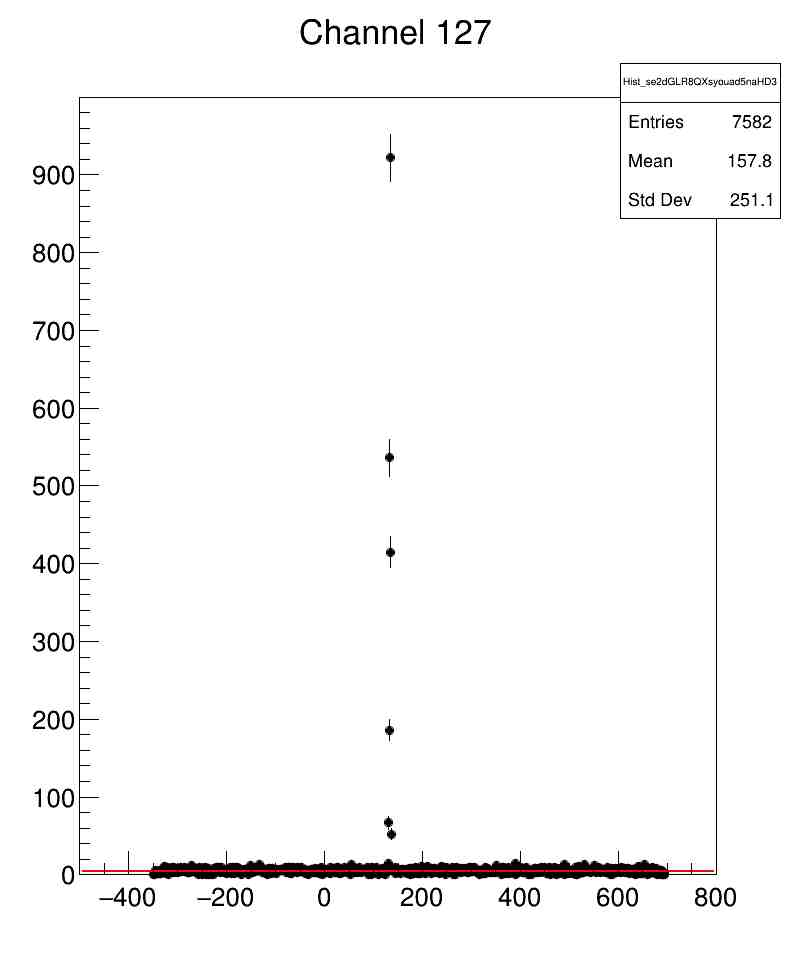 Channel 127
Hist_se2dGLR8QXsyouad5naHD3
Entries 7582
Mean 157.8
Std Dev 251.1
900
800
700
600
500
400
300
200
100
0
−400 −200 0 200 400 600 800